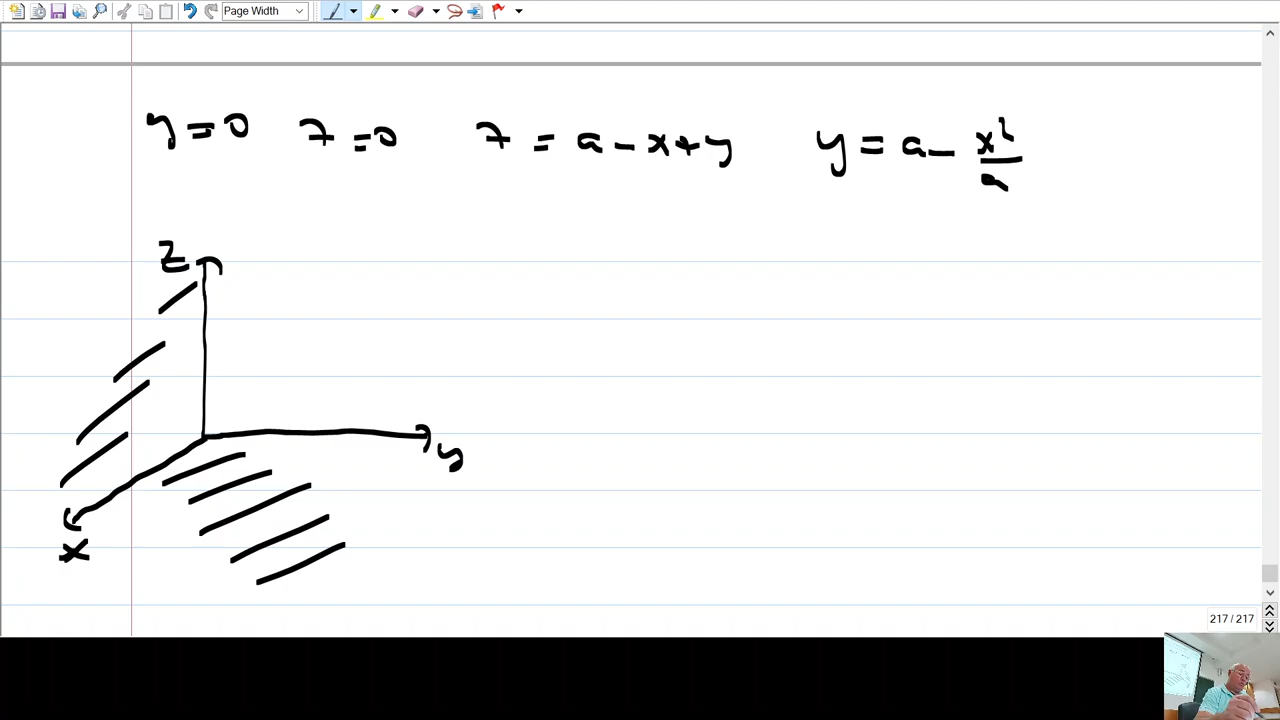 Page Width
y = 0 z = 0 z = a - x + y y = a - x²/a
z
y
x
217 / 217